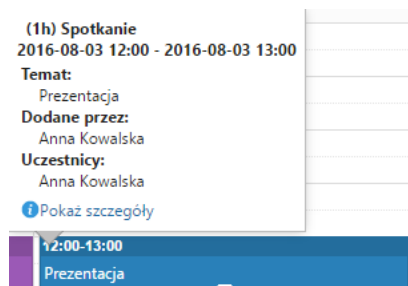 (1h) Spotkanie
2016-08-03 12:00 - 2016-08-03 13:00
Temat:
Prezentacja
Dodane przez:
Anna Kowalska
Uczestnicy:
Anna Kowalska
Pokaż szczegóły
12:00-13:00
Prezentacja